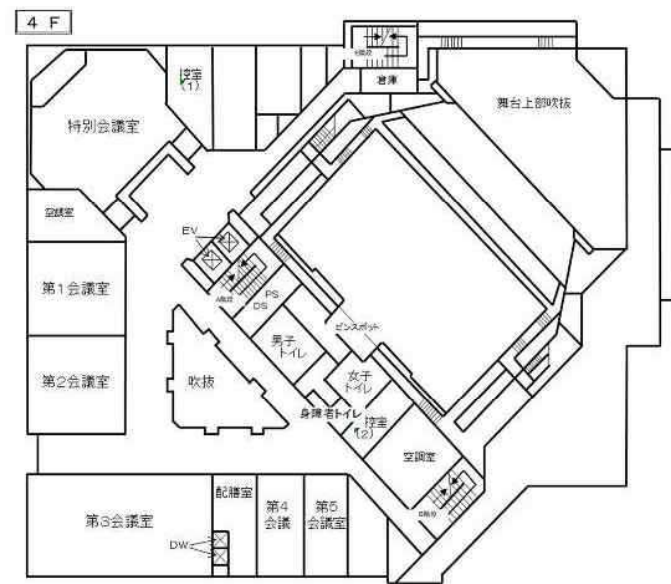 4 F
控室
(1)
倉庫
舞台上部吹抜
特別会議室
空調室
EV
第1会議室
PS
DS
ピンスポット
男子
トイレ
第2会議室
吹抜
女子
トイレ
身障者トイレ
控室
(2)
空調室
配膳室
第3会議室
第4
会議
第5
会議室
DW